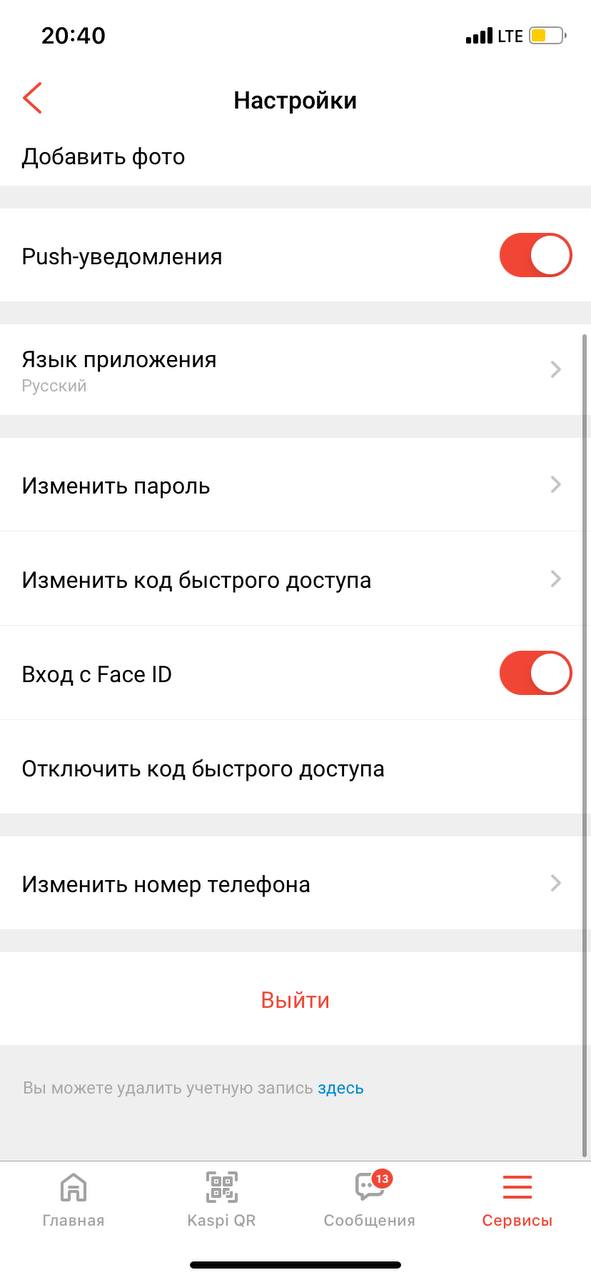 20:40
LTE
Настройки
Добавить фото
Push-уведомления
Язык приложения
Русский
Изменить пароль
Изменить код быстрого доступа
Вход с Face ID
Отключить код быстрого доступа
Изменить номер телефона
Выйти
Вы можете удалить учетную запись здесь
13
Главная
Kaspi QR
Сообщения
Сервисы